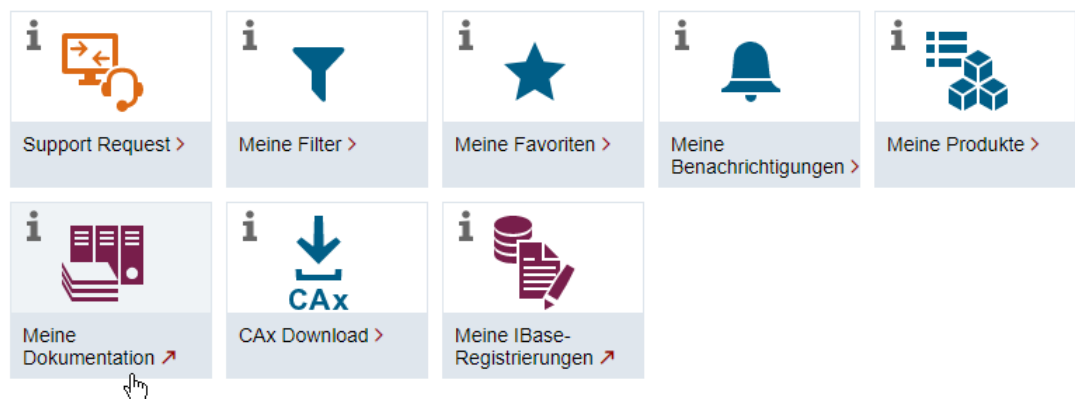 Support Request >
Meine Filter >
Meine Favoriten >
Meine
Benachrichtigungen >
Meine Produkte >
Meine
Dokumentation ↗
CAx
CAx Download >
Meine IBase-
Registrierungen ↗